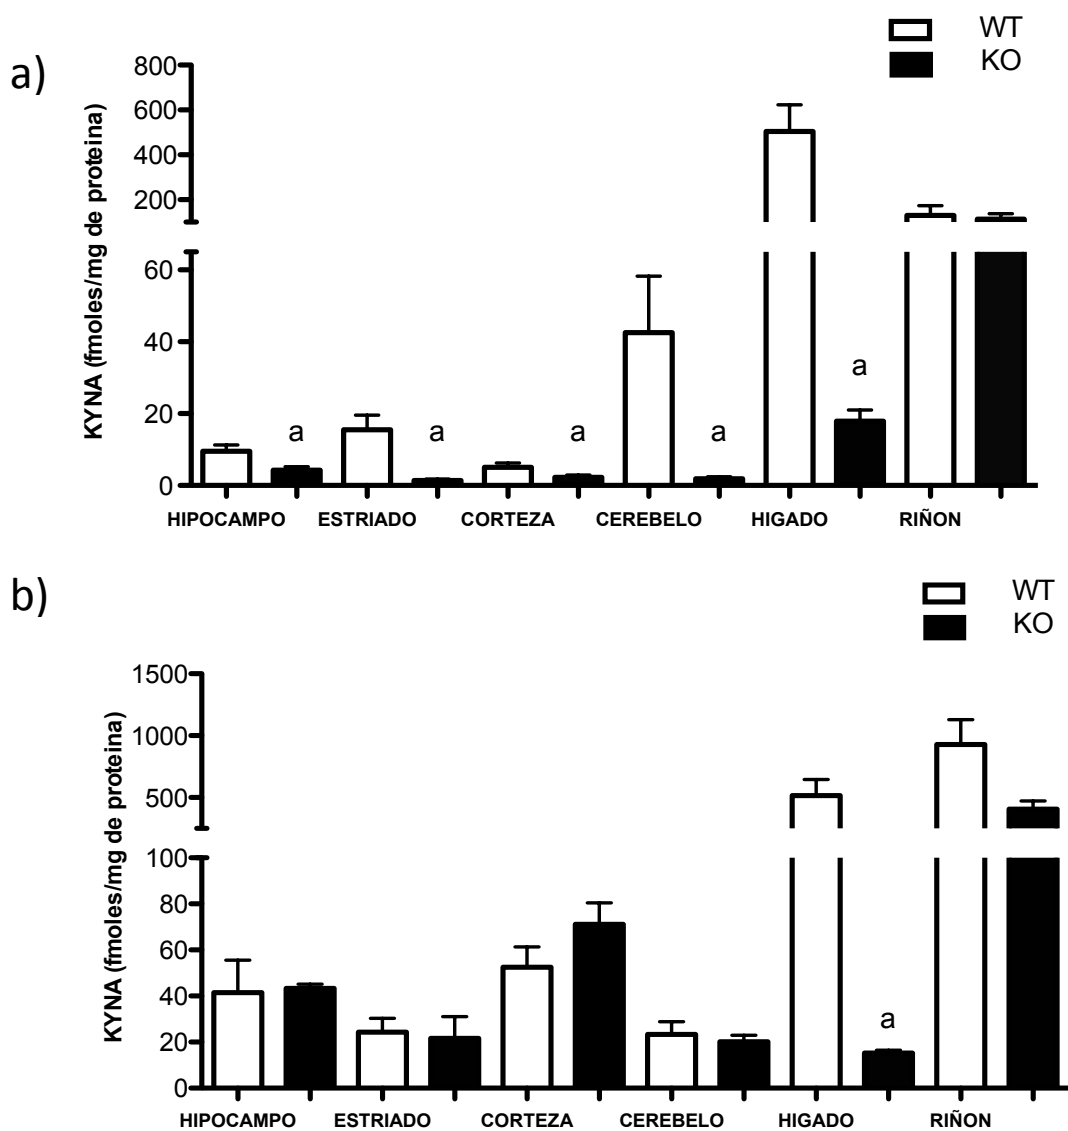 a)
WT
KO
KYNA (fmoles/mg de proteina)
800
600
400
200
60
40
20
0
a
a
a
a
a
HIPOCAMPO ESTRIADO CORTEZA CEREBELO HIGADO RIÑON
b)
WT
KO
KYNA (fmoles/mg de proteina)
1500
1000
500
100
80
60
40
20
0
a
HIPOCAMPO ESTRIADO CORTEZA CEREBELO HIGADO RIÑON